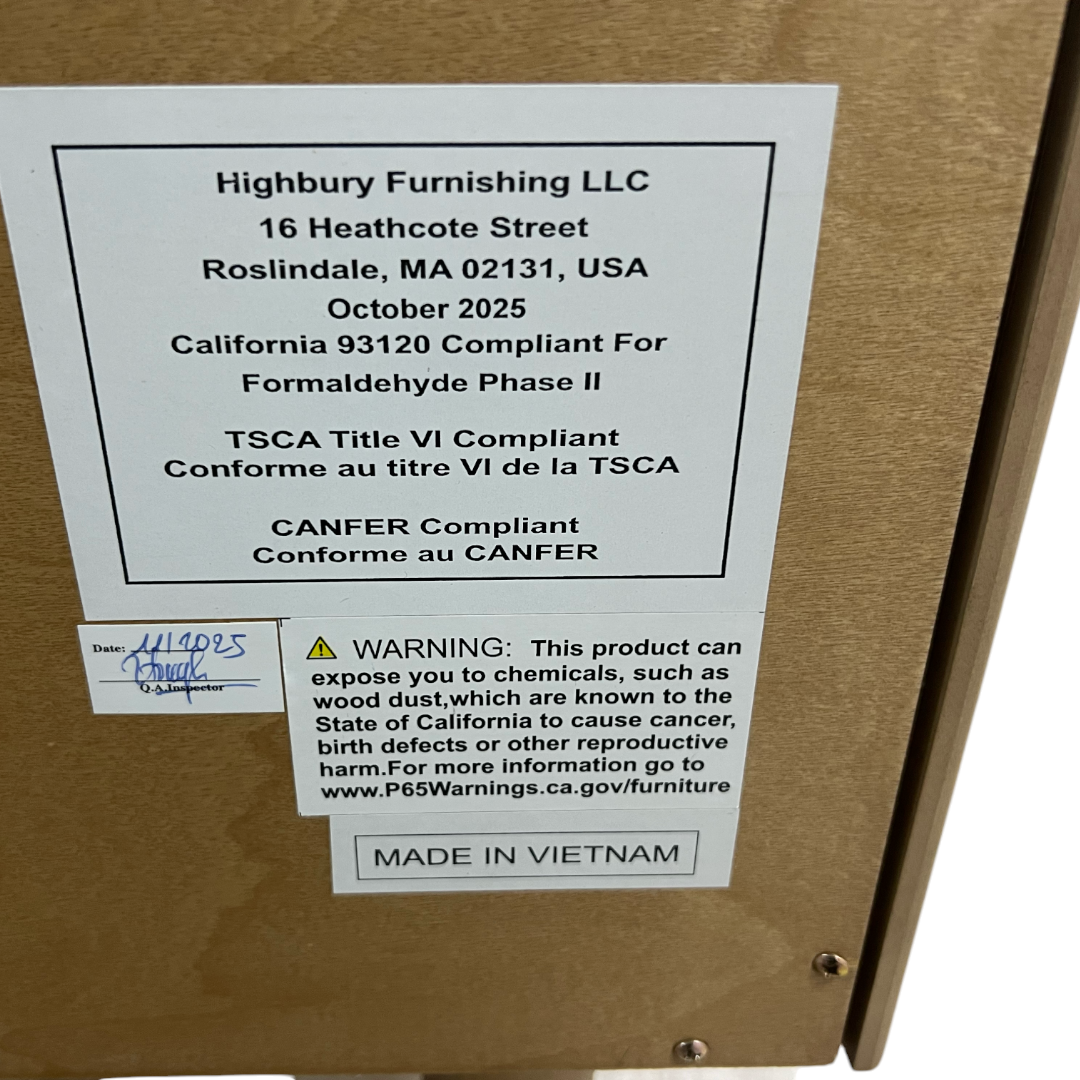 Highbury Furnishing LLC
16 Heathcote Street
Roslindale, MA 02131, USA
October 2025
California 93120 Compliant For
Formaldehyde Phase II
TSCA Title VI Compliant
Conforme au titre VI de la TSCA
CANFER Compliant
Conforme au CANFER
Date: 11/2025
Q.A.Inspector
WARNING: This product can
expose you to chemicals, such as
wood dust,which are known to the
State of California to cause cancer,
birth defects or other reproductive
harm.For more information go to
www.P65Warnings.ca.gov/furniture
MADE IN VIETNAM